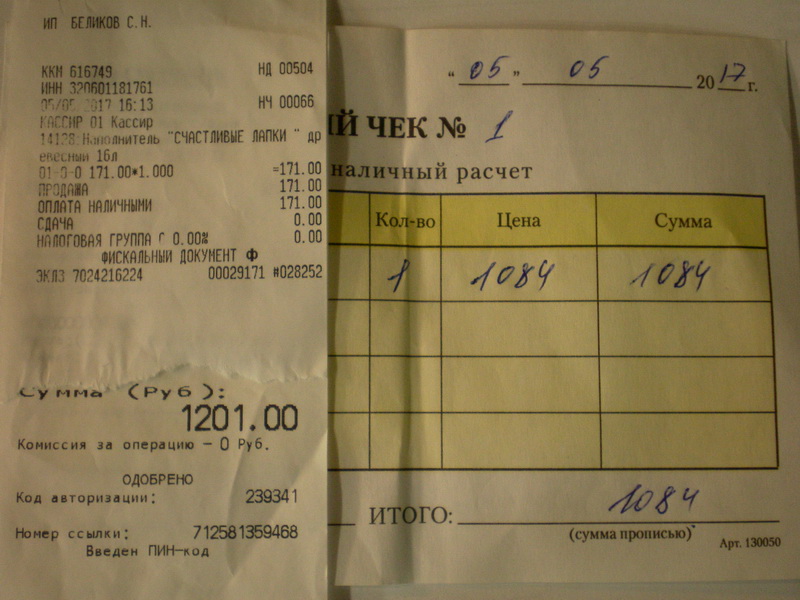 ИП БЕЛИКОВ С.Н.
ККМ 616749 НД 00504
ИНН 320601181761
05/05/2017 16:13 НЧ 00066
КАССИР 01 Кассир
14128 Наполнитель "СЧАСТЛИВЫЕ ЛАПКИ " др
евесный 16л
01-0-0 171.00*1.000 =171.00
ПРОДАЖА 171.00
ОПЛАТА НАЛИЧНЫМИ 171.00
СДАЧА 0.00
НАЛОГОВАЯ ГРУППА С 0.00% 0.00
ФИСКАЛЬНЫЙ ДОКУМЕНТ Ф
ЭКЛЗ 7024216224 00029171 #028252
Сумма (Руб):
1201.00
Комиссия за операцию – 0 Руб.
ОДОБРЕНО
Код авторизации: 239341
Номер ссылки: 712581359468
Введен ПИН-код
" 05 " 05 2017 г.
ИЙ ЧЕК № 1
наличный расчет
Кол-во Цена Сумма
1 1084 1084
ИТОГО: 1084
(сумма прописью)
Арт. 130050